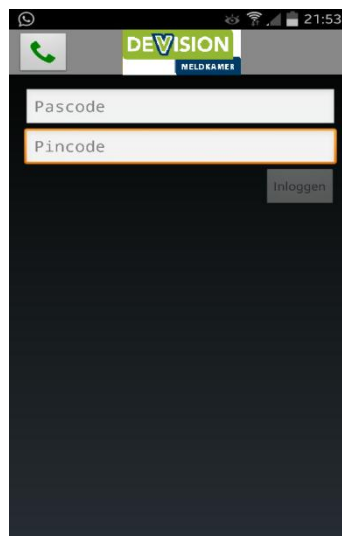 21:53
DEVISION
MELDKAMER
Pascode
Pincode
Inloggen